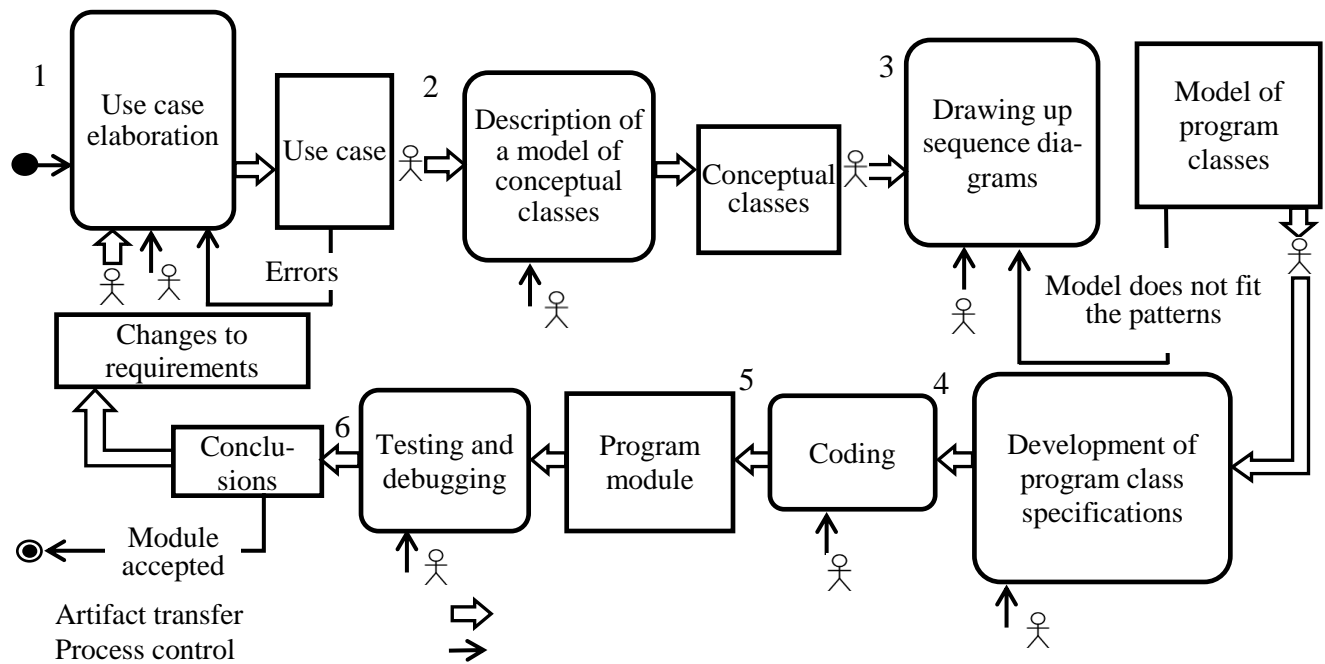 1
Use case
elaboration
Use case
Errors
2
Description of
a model of
conceptual
classes
Conceptual
classes
3
Drawing up
sequence dia-
grams
Model of
program
classes
Model does not fit
the patterns
Changes to
requirements
Conclu-
sions
6
Testing and
debugging
Program
module
5
Coding
4
Development of
program class
specifications
Module
accepted
Artifact transfer
Process control